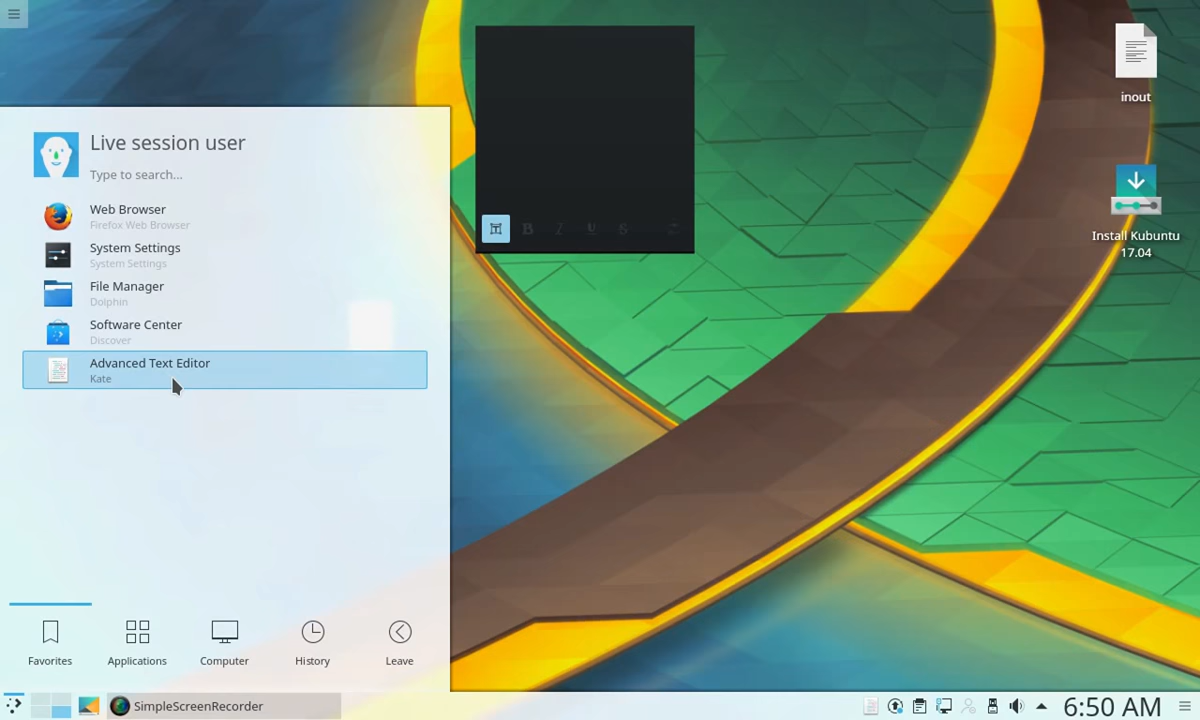 Live session user
Type to search...
Web Browser
Firefox Web Browser
System Settings
System Settings
File Manager
Dolphin
Software Center
Discover
Advanced Text Editor
Kate
Favorites
Applications
Computer
History
Leave
B I U S
inout
Install Kubuntu
17.04
SimpleScreenRecorder
6:50 AM